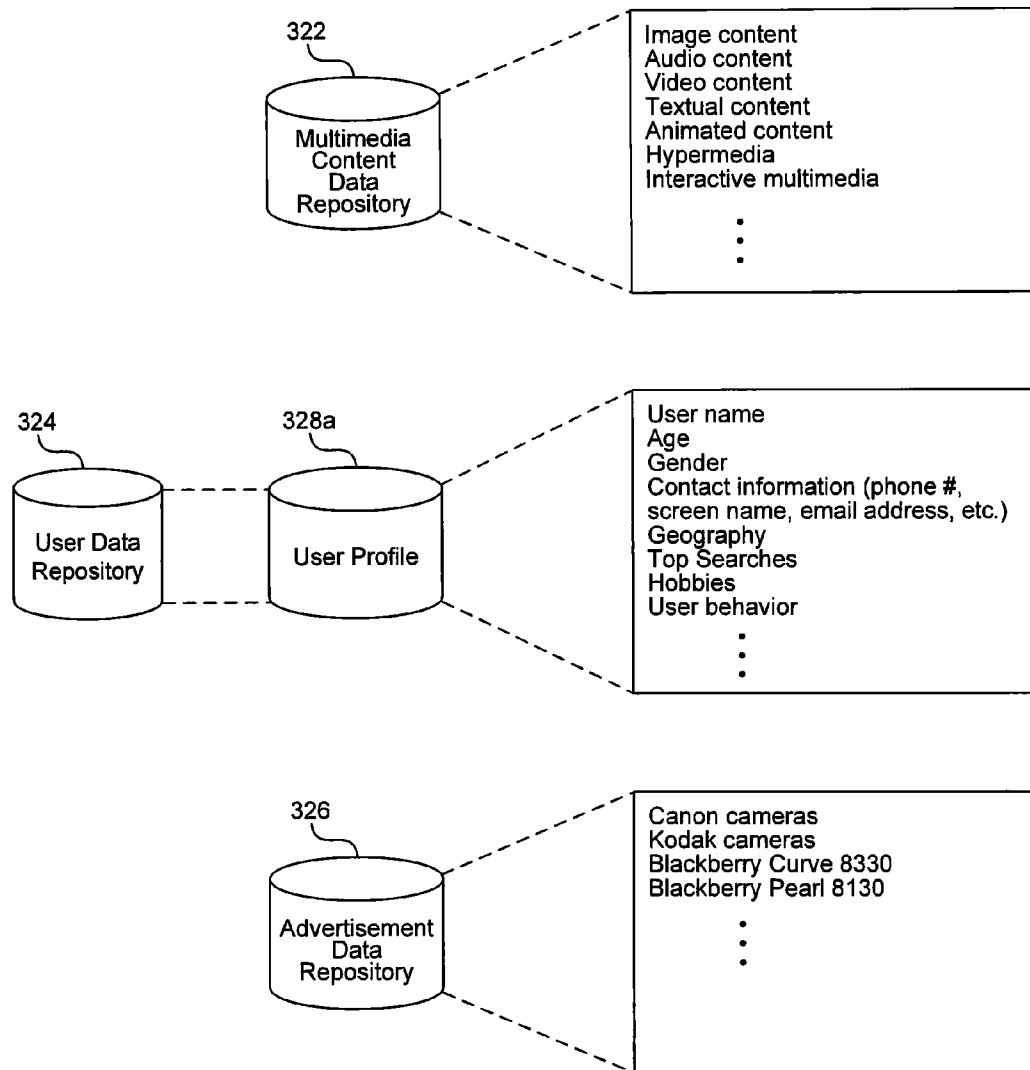 322
Multimedia
Content
Data
Repository
Image content
Audio content
Video content
Textual content
Animated content
Hypermedia
Interactive multimedia
324
User Data
Repository
328a
User Profile
User name
Age
Gender
Contact information (phone #,
screen name, email address, etc.)
Geography
Top Searches
Hobbies
User behavior
326
Advertisement
Data
Repository
Canon cameras
Kodak cameras
Blackberry Curve 8330
Blackberry Pearl 8130